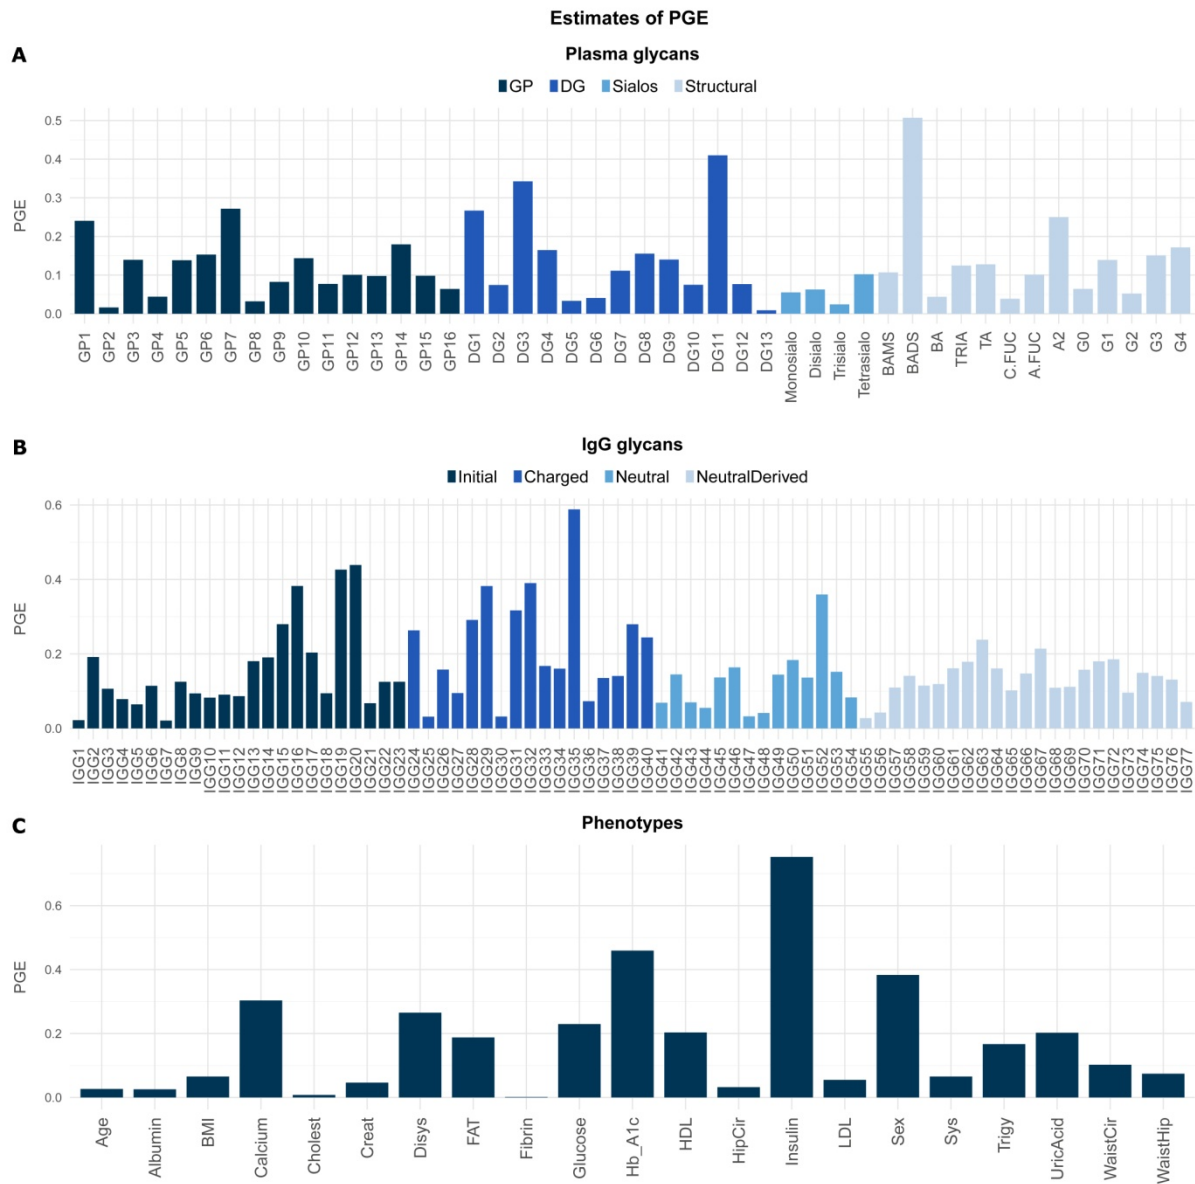 Estimates of PGE
A
Plasma glycans
GP DG Sialos Structural
PGE
0.5
0.4
0.3
0.2
0.1
0.0
GP1 GP2 GP3 GP4 GP5 GP6 GP7 GP8 GP9 GP10 GP11 GP12 GP13 GP14 GP15 GP16 DG1 DG2 DG3 DG4 DG5 DG6 DG7 DG8 DG9 DG10 DG11 DG12 DG13 Monosialo Disialo Trisialo Tetrasialo BAMS BADS BA TRIA TA C.FUC A.FUC A2 G0 G1 G2 G3 G4
B
IgG glycans
Initial Charged Neutral NeutralDerived
PGE
0.6
0.4
0.2
0.0
IGG1 IGG2 IGG3 IGG4 IGG5 IGG6 IGG7 IGG8 IGG9 IGG10 IGG11 IGG12 IGG13 IGG14 IGG15 IGG16 IGG17 IGG18 IGG19 IGG20 IGG21 IGG22 IGG23 IGG24 IGG25 IGG26 IGG27 IGG28 IGG29 IGG30 IGG31 IGG32 IGG33 IGG34 IGG35 IGG36 IGG37 IGG38 IGG39 IGG40 IGG41 IGG42 IGG43 IGG44 IGG45 IGG46 IGG47 IGG48 IGG49 IGG50 IGG51 IGG52 IGG53 IGG54 IGG55 IGG56 IGG57 IGG58 IGG59 IGG60 IGG61 IGG62 IGG63 IGG64 IGG65 IGG66 IGG67 IGG68 IGG69 IGG70 IGG71 IGG72 IGG73 IGG74 IGG75 IGG76 IGG77
C
Phenotypes
PGE
0.6
0.4
0.2
0.0
Age Albumin BMI Calcium Cholest Creat Disys FAT Fibrin Glucose Hb_A1c HDL HipCir Insulin LDL Sex Sys Trigy UricAcid WaistCir WaistHip